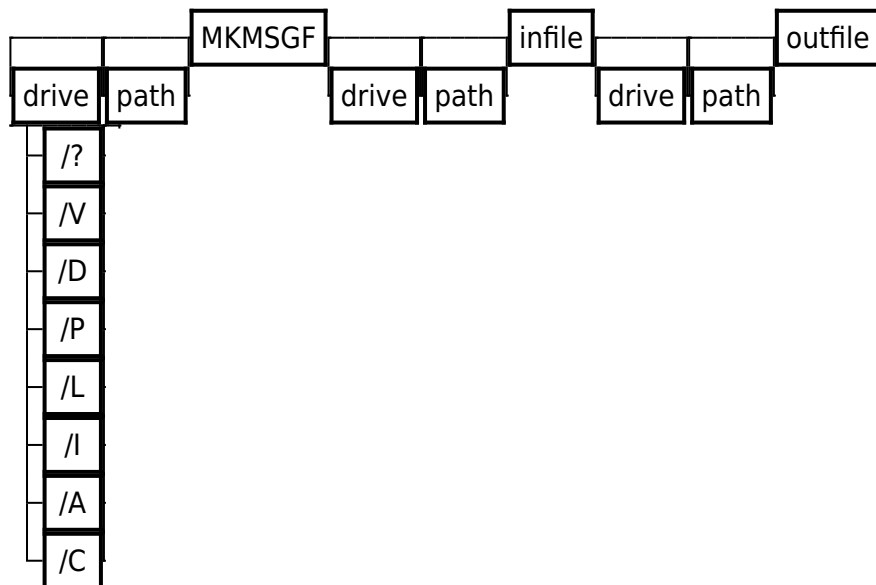 MKMSGF infile outfile
drive path drive path drive path
/?
/V
/D
/P
/L
/I
/A
/C